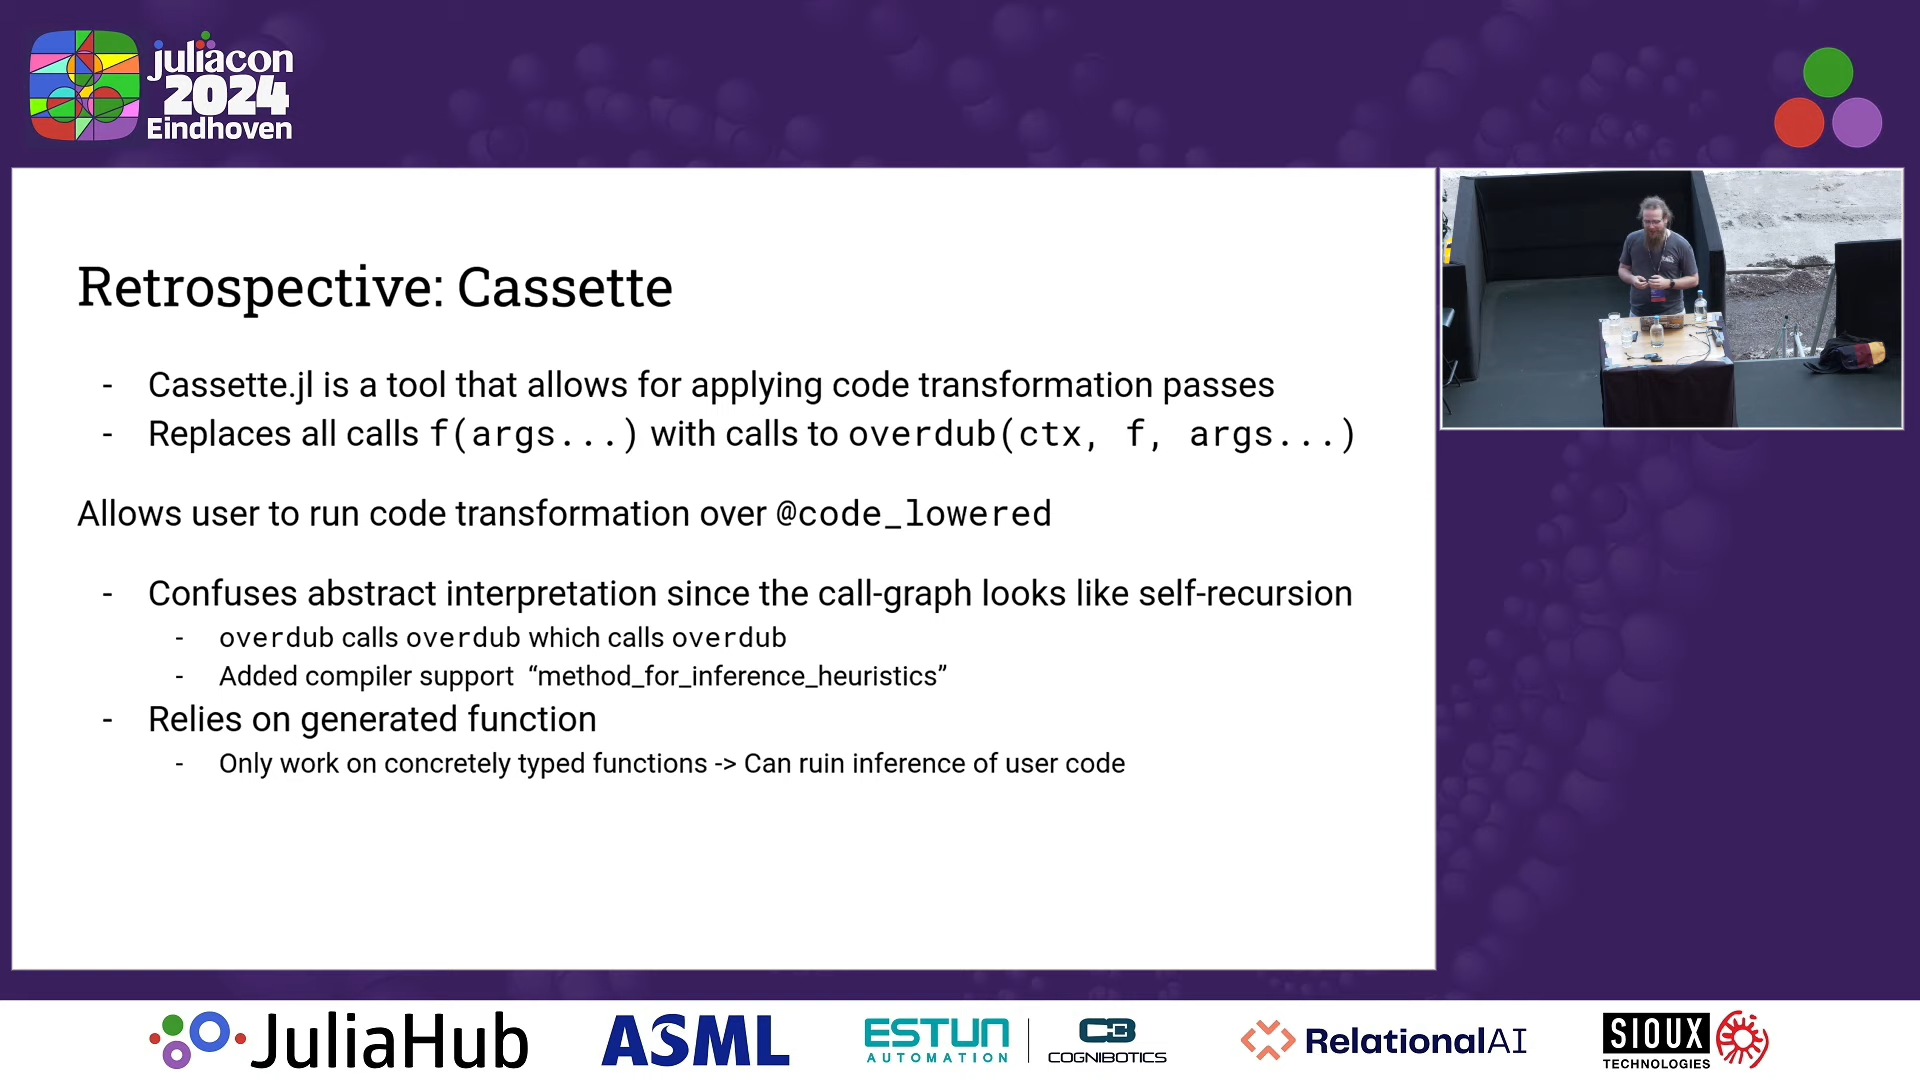 juliacon
2024
Eindhoven
Retrospective: Cassette
- Cassette.jl is a tool that allows for applying code transformation passes
- Replaces all calls f(args...) with calls to overdub(ctx, f, args...)
Allows user to run code transformation over @code_lowered
- Confuses abstract interpretation since the call-graph looks like self-recursion
- overdub calls overdub which calls overdub
- Added compiler support “method_for_inference_heuristics”
- Relies on generated function
- Only work on concretely typed functions -> Can ruin inference of user code
JuliaHub
ASML
ESTUN
AUTOMATION
COGNIBOTICS
RelationalAI
SIOUX
TECHNOLOGIES